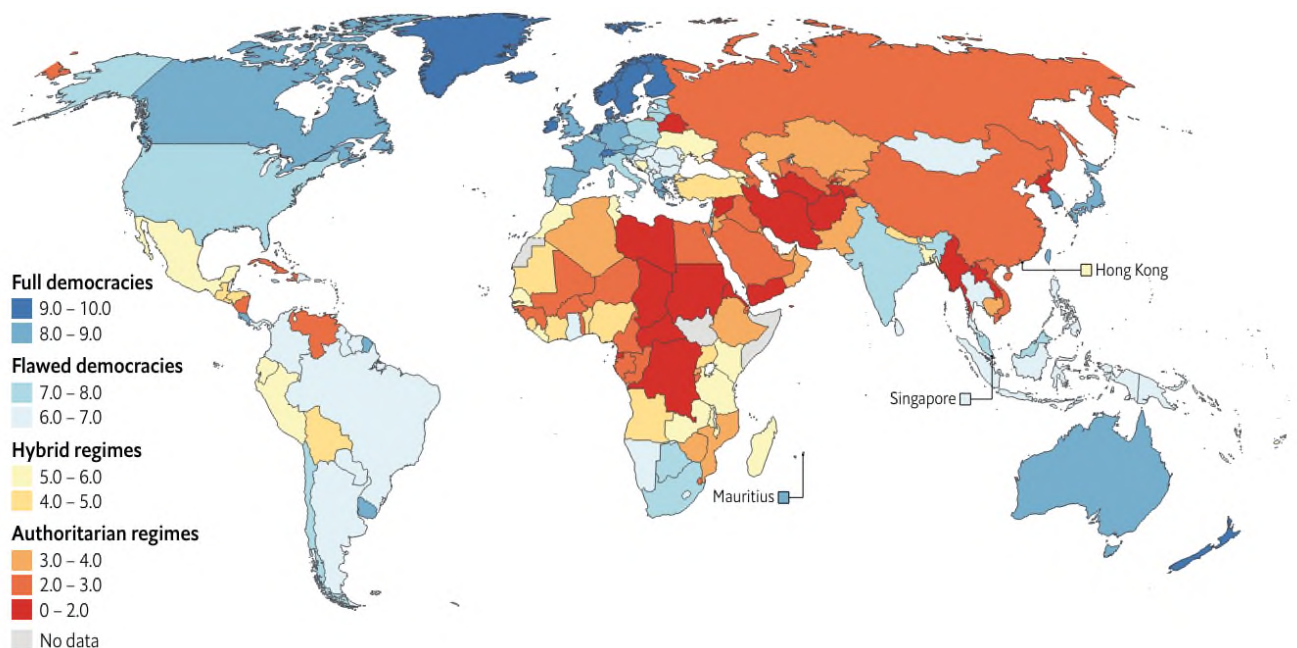 Full democracies
9.0 – 10.0
8.0 – 9.0
Flawed democracies
7.0 – 8.0
6.0 – 7.0
Hybrid regimes
5.0 – 6.0
4.0 – 5.0
Authoritarian regimes
3.0 – 4.0
2.0 – 3.0
0 – 2.0
No data
Hong Kong
Singapore
Mauritius